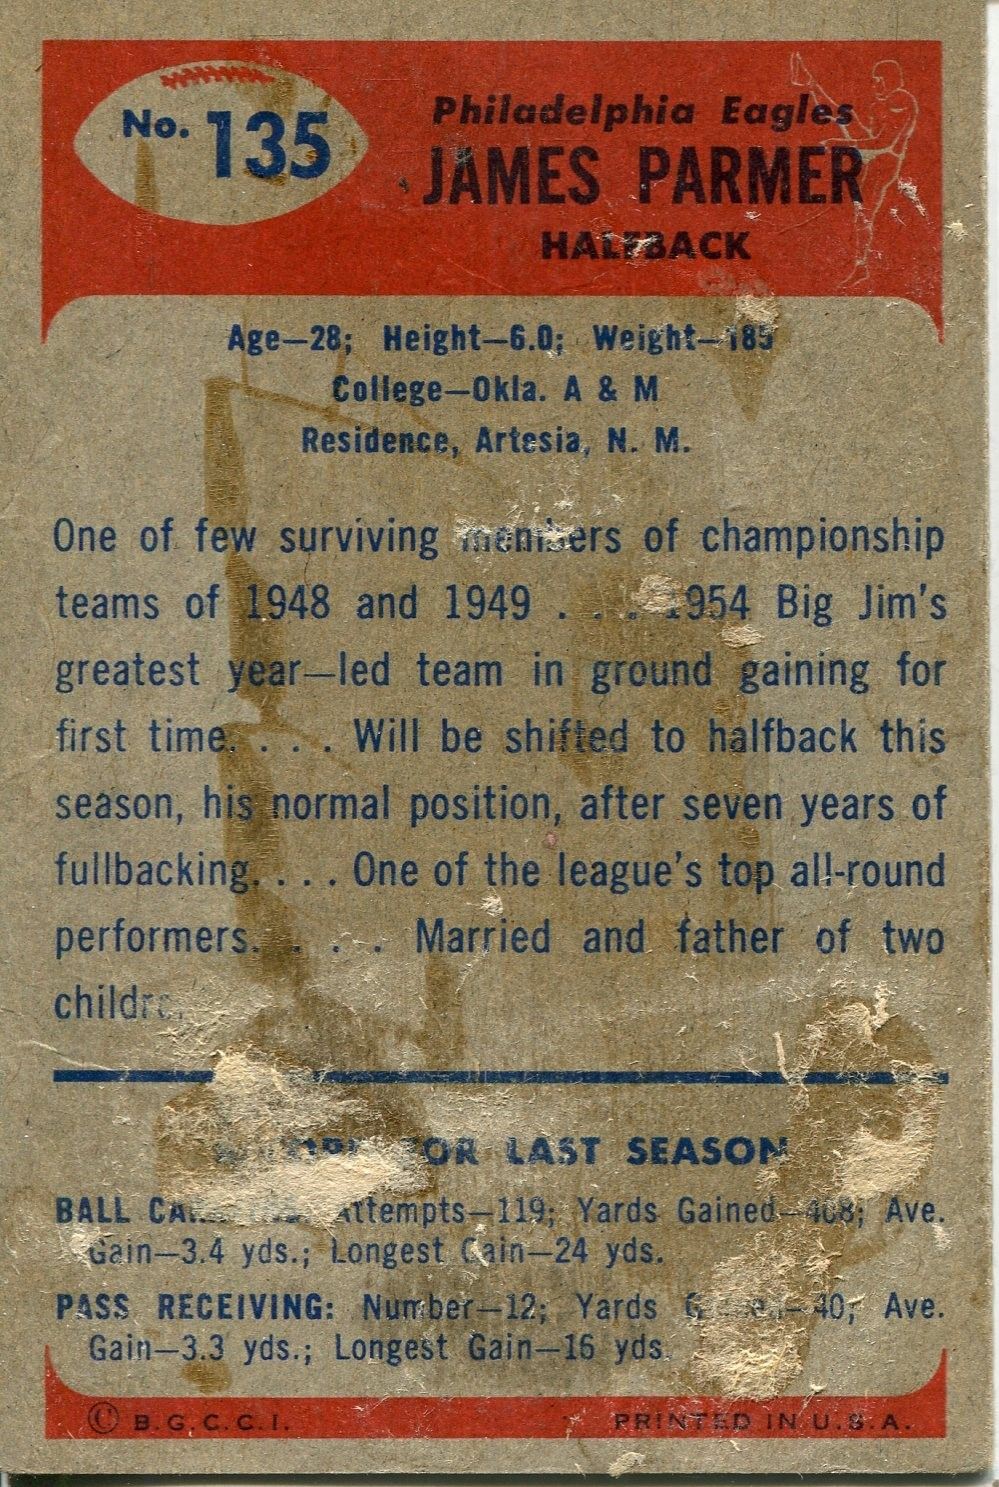 No. 135
Philadelphia Eagles
JAMES PARMER
HALFBACK
Age—28; Height—6.0; Weight—185
College—Okla. A & M
Residence, Artesia, N. M.
One of few surviving members of championship
teams of 1948 and 1949 . . . 1954 Big Jim's
greatest year—led team in ground gaining for
first time. . . . Will be shifted to halfback this
season, his normal position, after seven years of
fullbacking. . . . One of the league's top all-round
performers. . . . Married and father of two
FOR LAST SEASON
BALL Attempts—119; Yards Gained—408; Ave.
Gain—3.4 yds.; Longest Gain—24 yds.
PASS RECEIVING: Number—12; Yards 40; Ave.
Gain—3.3 yds.; Longest Gain—16 yds.
© B.G.C.C.I. PRINTED IN U.S.A.